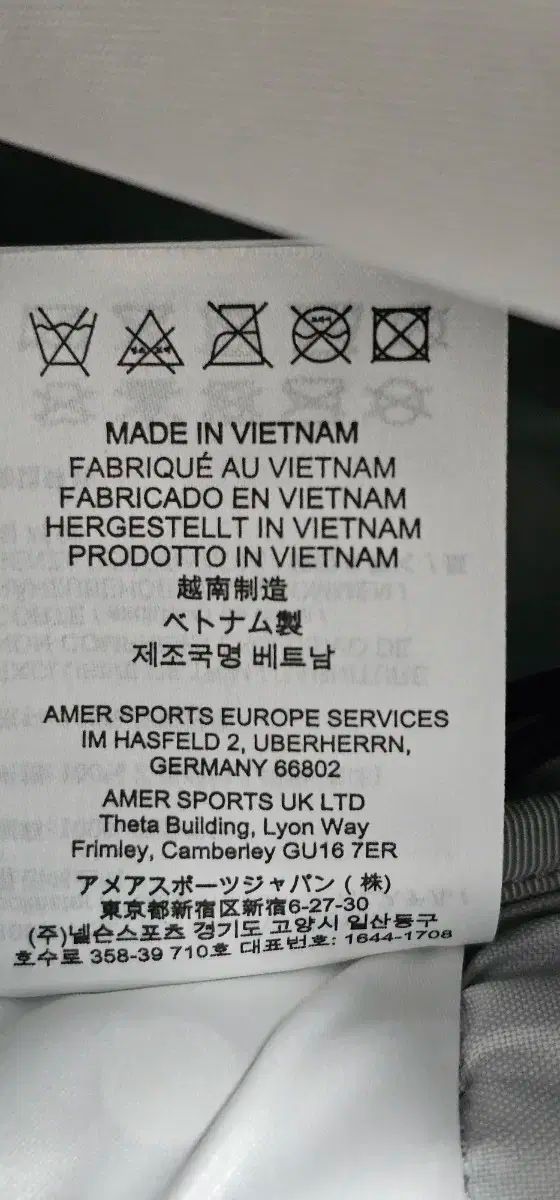 MADE IN VIETNAM
FABRIQUÉ AU VIETNAM
FABRICADO EN VIETNAM
HERGESTELLT IN VIETNAM
PRODOTTO IN VIETNAM
越南制造
ベトナム製
제조국명 베트남
AMER SPORTS EUROPE SERVICES
IM HASFELD 2, UBERHERRN,
GERMANY 66802
AMER SPORTS UK LTD
Theta Building, Lyon Way
Frimley, Camberley GU16 7ER
アメアスポーツジャパン ( 株)
東京都新宿区新宿6-27-30
(주)넬슨스포츠 경기도 고양시 일산동구
호수로 358-39 710호 대표번호: 1644-1708